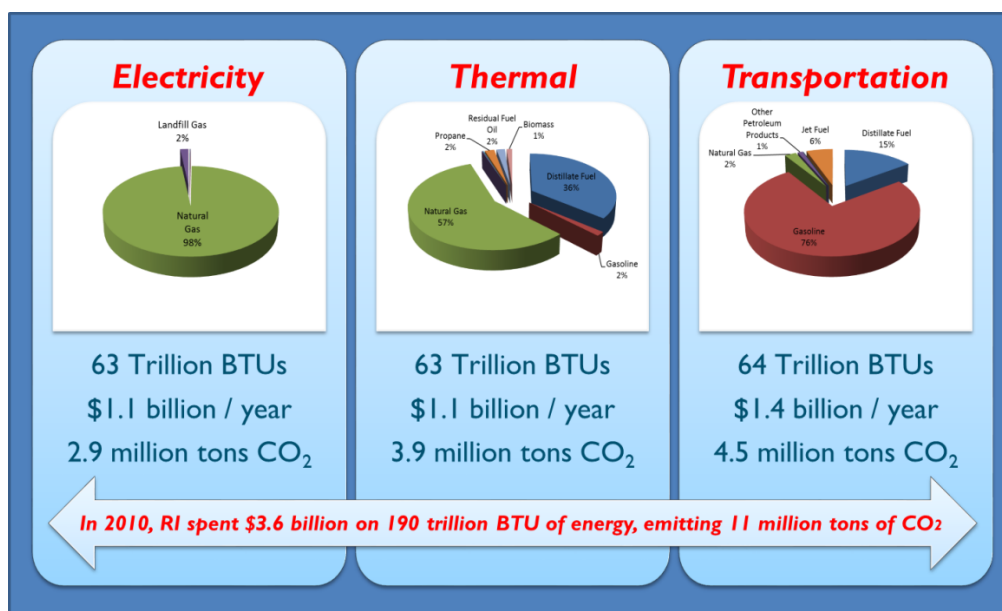 Electricity
Landfill Gas
2%
Natural
Gas
98%
63 Trillion BTUs
$1.1 billion / year
2.9 million tons CO₂
Thermal
Residual Fuel
Oil
2%
Propane
2%
Biomass
1%
Distillate Fuel
36%
Natural Gas
57%
Gasoline
2%
63 Trillion BTUs
$1.1 billion / year
3.9 million tons CO₂
Transportation
Other
Petroleum
Products
1%
Jet Fuel
6%
Distillate Fuel
15%
Natural Gas
2%
Gasoline
76%
64 Trillion BTUs
$1.4 billion / year
4.5 million tons CO₂
In 2010, RI spent $3.6 billion on 190 trillion BTU of energy, emitting 11 million tons of CO₂